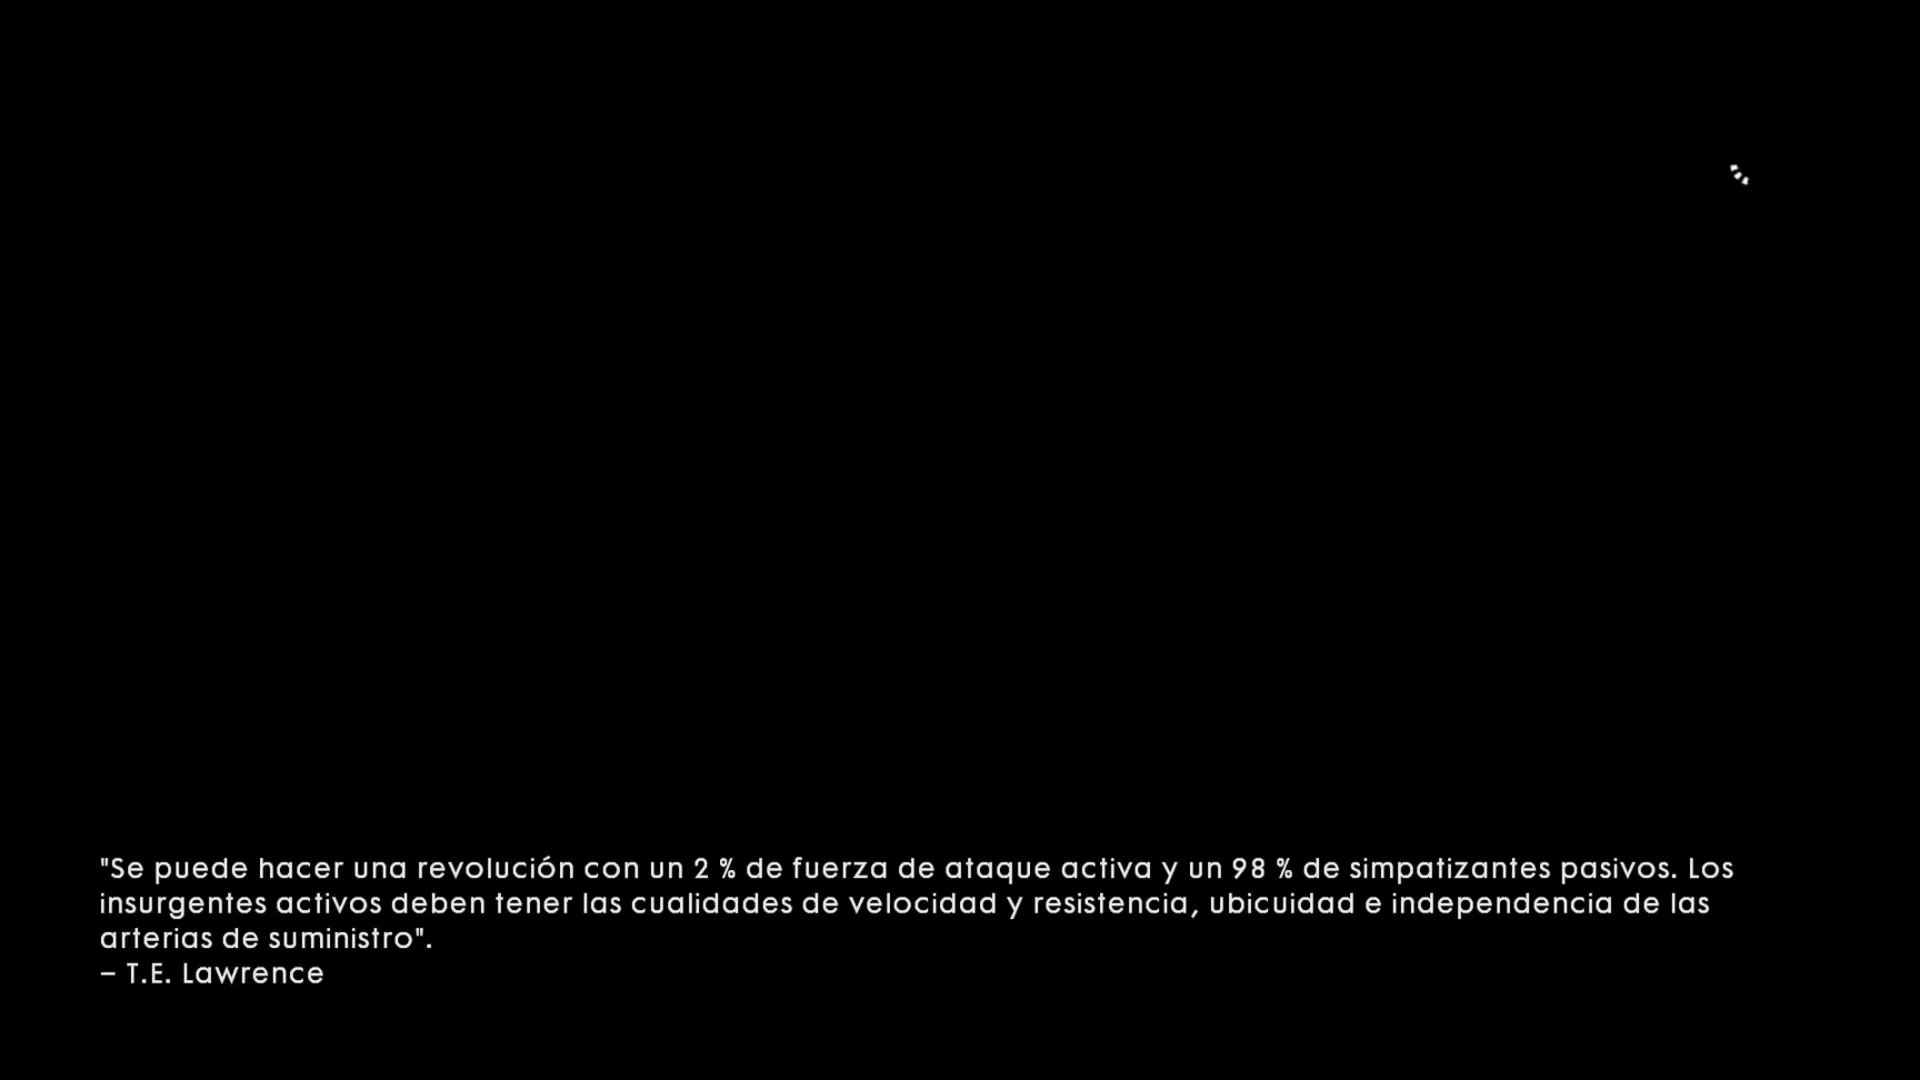 "Se puede hacer una revolución con un 2 % de fuerza de ataque activa y un 98 % de simpatizantes pasivos. Los
insurgentes activos deben tener las cualidades de velocidad y resistencia, ubicuidad e independencia de las
arterias de suministro".
– T.E. Lawrence